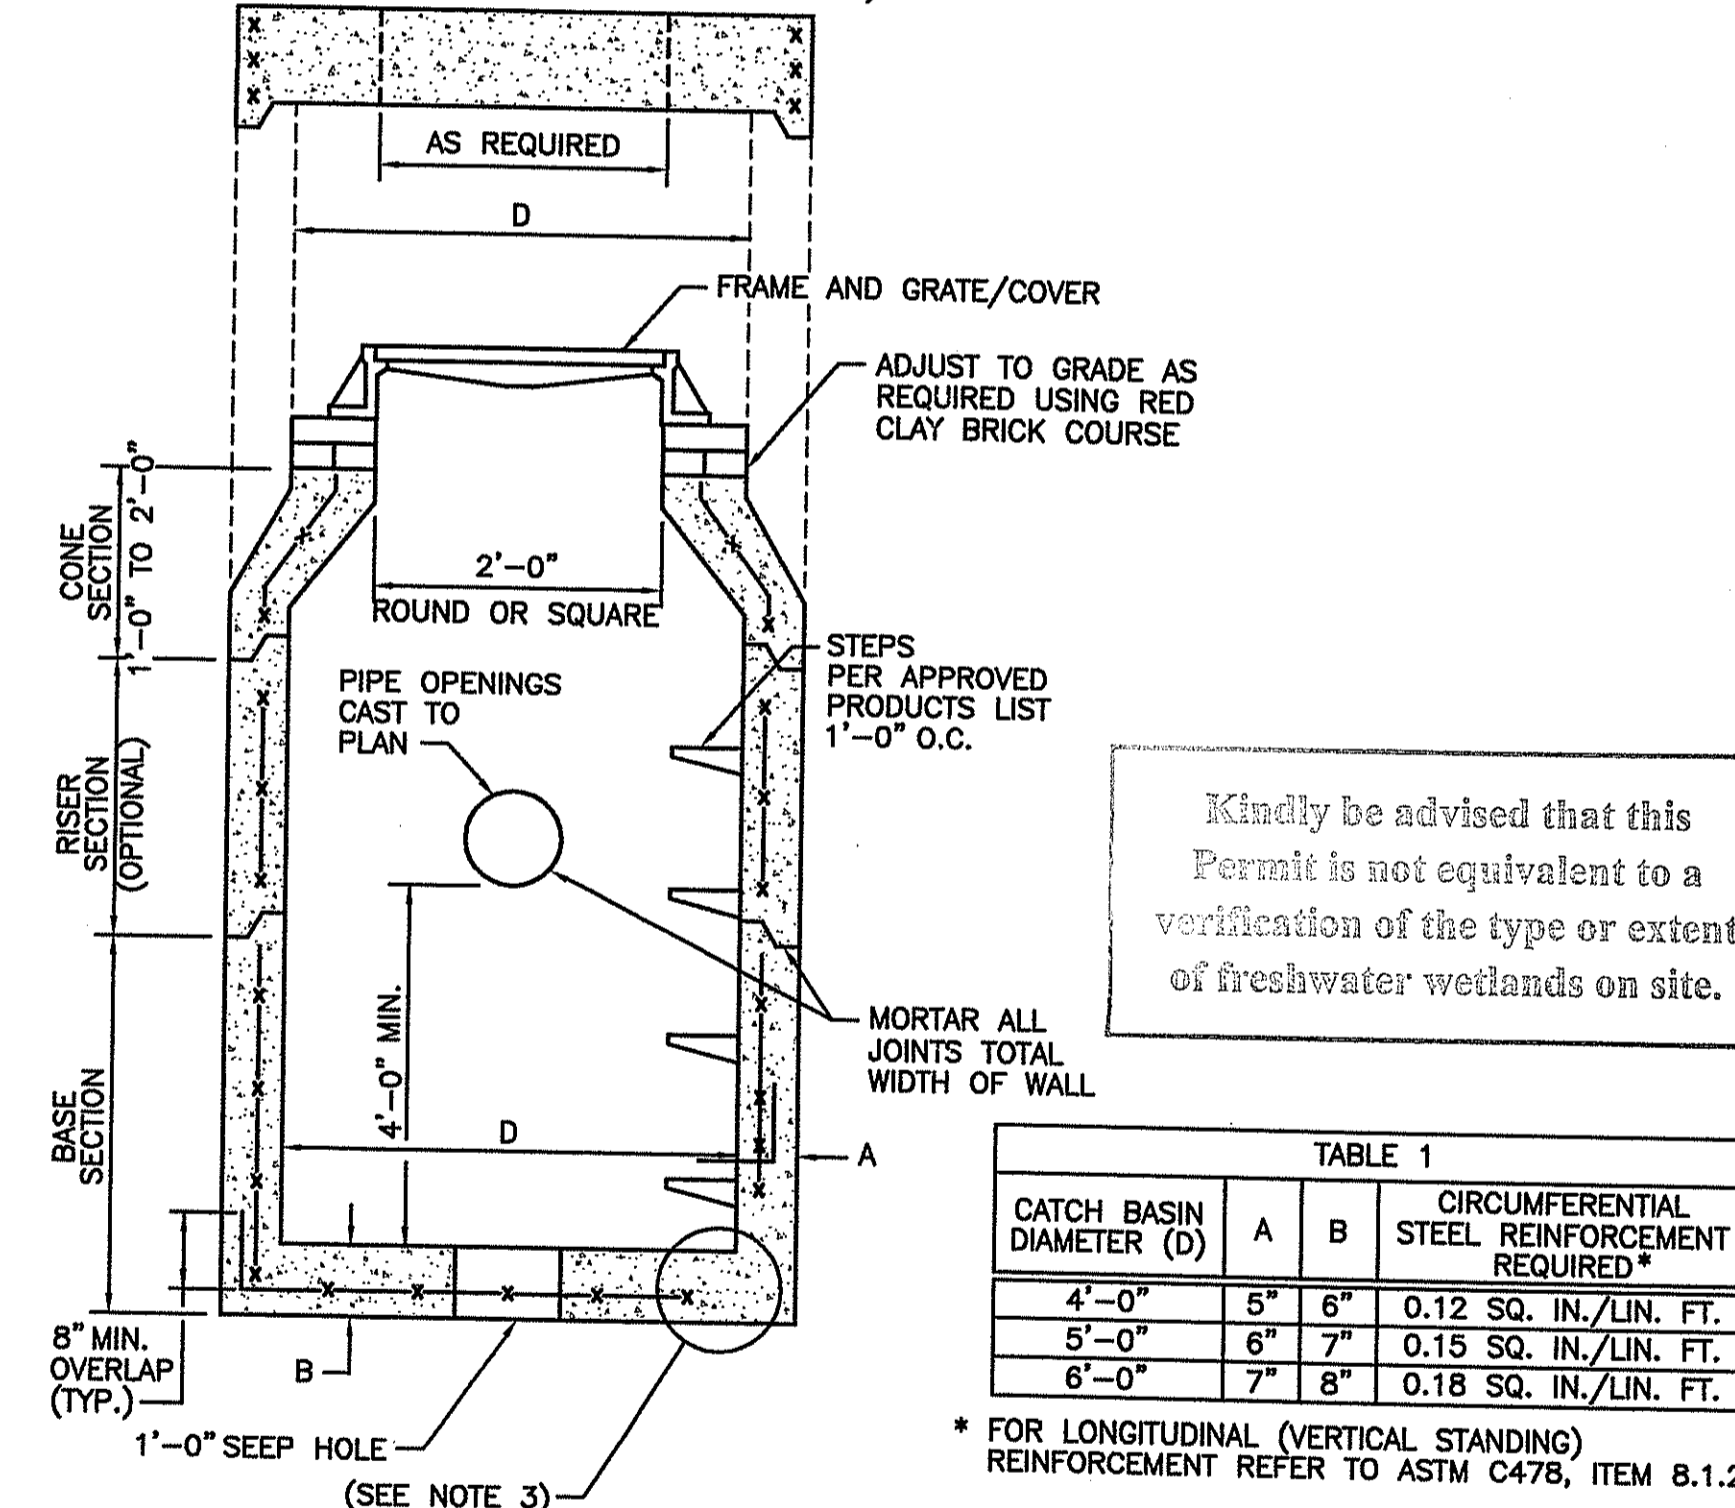 AS REQUIRED
D
FRAME AND GRATE/COVER
ADJUST TO GRADE AS
REQUIRED USING RED
CLAY BRICK COURSE
CONE
SECTION
1'-0" TO 2'-0"
2'-0"
ROUND OR SQUARE
STEPS
PER APPROVED
PRODUCTS LIST
1'-0" O.C.
PIPE OPENINGS
CAST TO
PLAN
RISER
SECTION
(OPTIONAL)
Kindly be advised that this
Permit is not equivalent to a
verification of the type or extent
of freshwater wetlands on site.
4'-0" MIN.
MORTAR ALL
JOINTS TOTAL
WIDTH OF WALL
BASE
SECTION
D
A
8" MIN.
OVERLAP
(TYP.)
B
1'-0" SEEP HOLE
(SEE NOTE 3)
TABLE 1
CATCH BASIN DIAMETER (D) A B CIRCUMFERENTIAL STEEL REINFORCEMENT REQUIRED*
4'-0" 5" 6" 0.12 SQ. IN./LIN. FT.
5'-0" 6" 7" 0.15 SQ. IN./LIN. FT.
6'-0" 7" 8" 0.18 SQ. IN./LIN. FT.
* FOR LONGITUDINAL (VERTICAL STANDING)
REINFORCEMENT REFER TO ASTM C478, ITEM 8.1.2